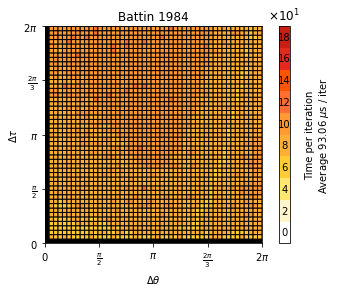 Battin 1984
×10¹
2π
2π/3
π
π/2
0
Δτ
0
π/2
π
2π/3
2π
Δθ
18
16
14
12
10
8
6
4
2
0
Time per iteration
Average 93.06 μs / iter